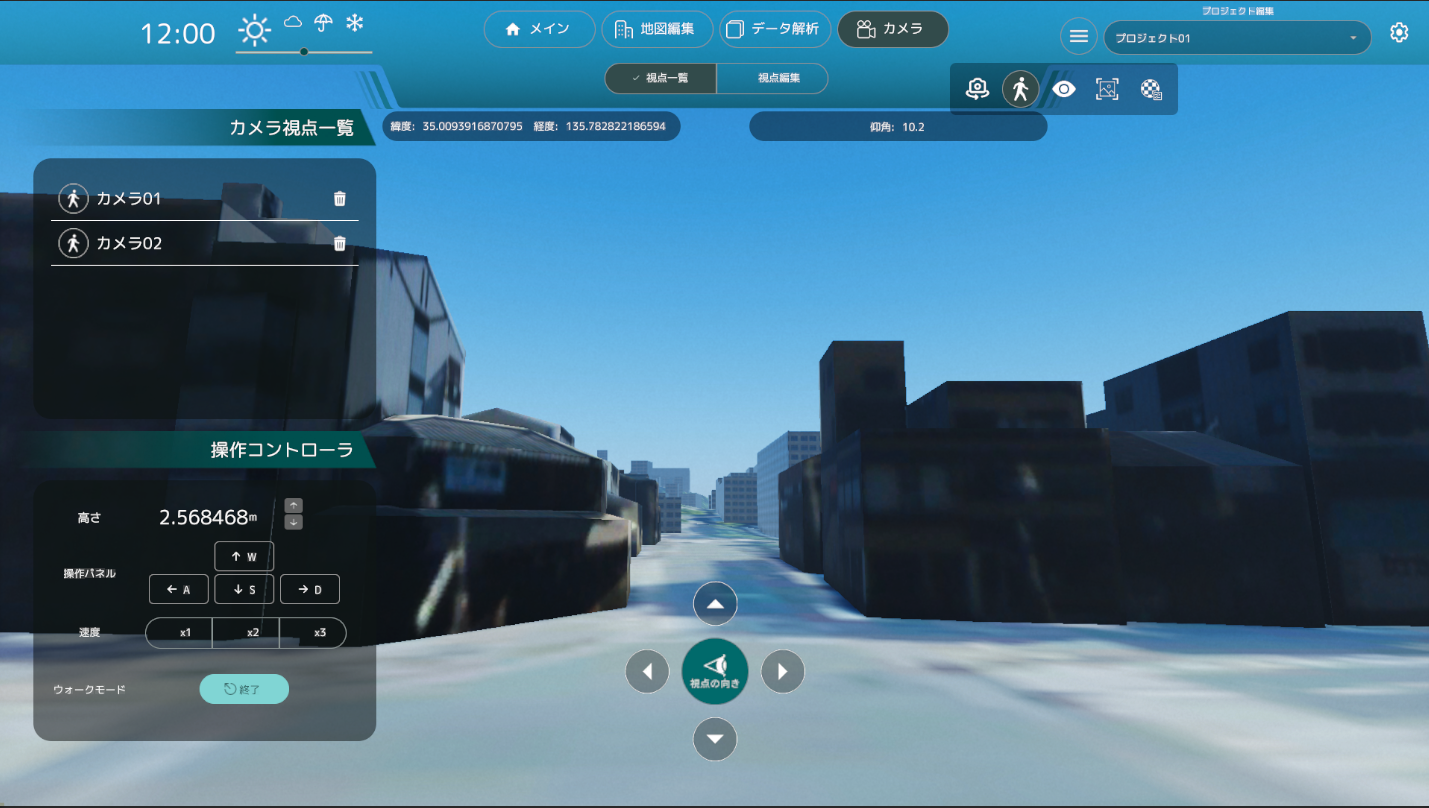 12:00
メイン
地図編集
データ解析
カメラ
プロジェクト編集
プロジェクト01
視点一覧
視点編集
カメラ視点一覧
緯度: 35.0093916870795 経度: 135.782822186594
仰角: 10.2
カメラ01
カメラ02
操作コントローラ
高さ 2.568468m
操作パネル
↑ W
← A
↓ S
→ D
速度 x1 x2 x3
ウォークモード 終了
視点の向き